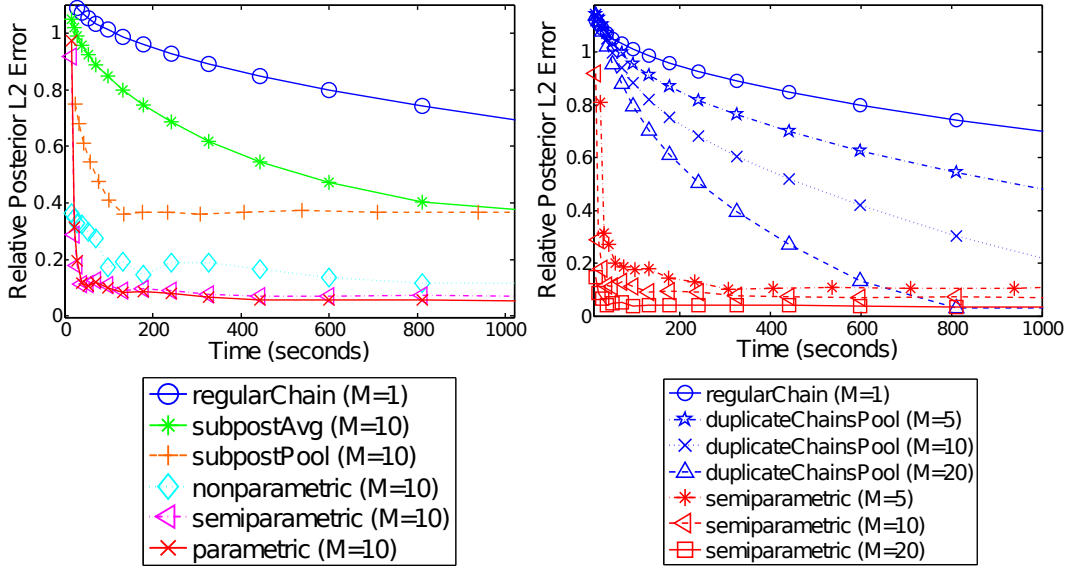 Relative Posterior L2 Error
1
0.8
0.6
0.4
0.2
0
0
200
400
600
800
1000
Time (seconds)
regularChain (M=1)
subpostAvg (M=10)
subpostPool (M=10)
nonparametric (M=10)
semiparametric (M=10)
parametric (M=10)
Relative Posterior L2 Error
1
0.8
0.6
0.4
0.2
0
200
400
600
800
1000
Time (seconds)
regularChain (M=1)
duplicateChainsPool (M=5)
duplicateChainsPool (M=10)
duplicateChainsPool (M=20)
semiparametric (M=5)
semiparametric (M=10)
semiparametric (M=20)